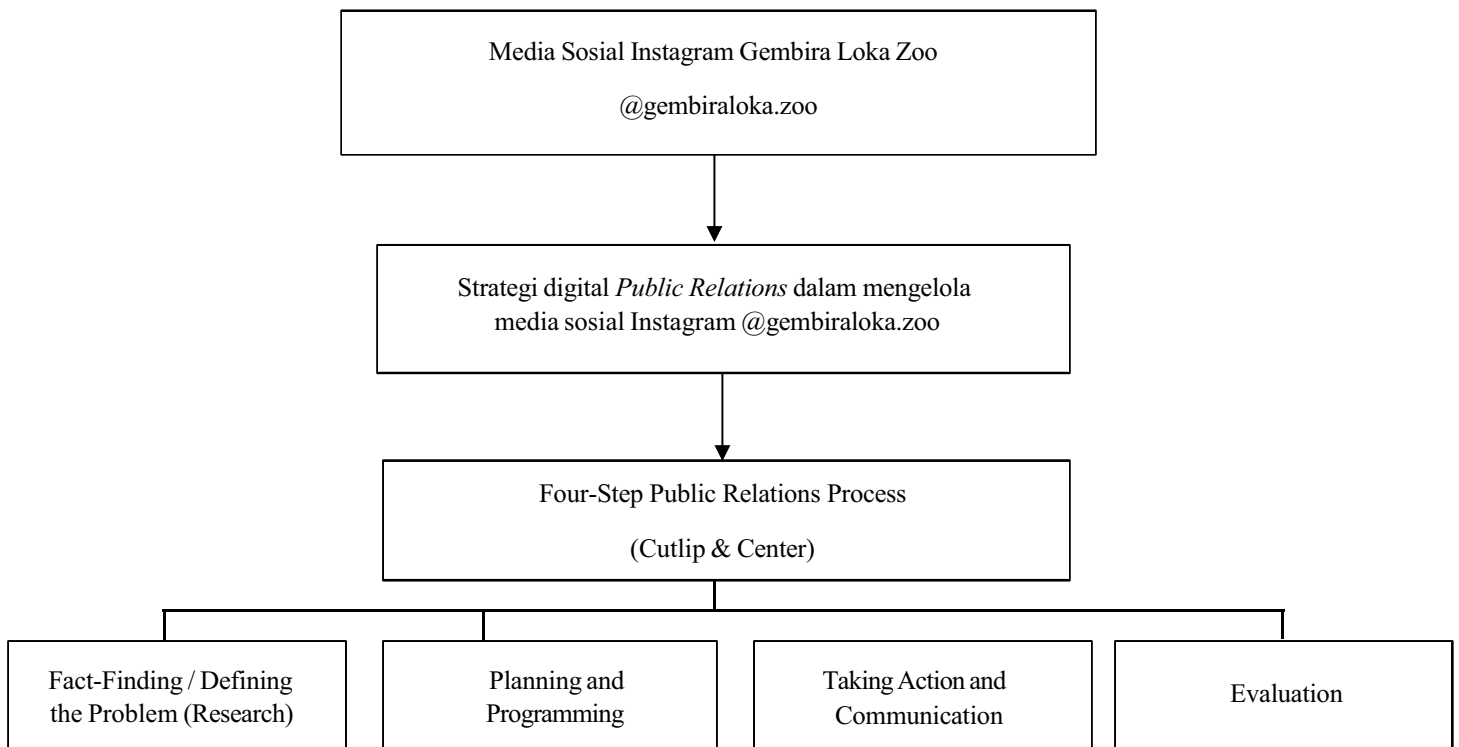 Media Sosial Instagram Gembira Loka Zoo
@gembiraloka.zoo
Strategi digital Public Relations dalam mengelola
media sosial Instagram @gembiraloka.zoo
Four-Step Public Relations Process
(Cutlip & Center)
Fact-Finding / Defining
the Problem (Research)
Planning and
Programming
Taking Action and
Communication
Evaluation